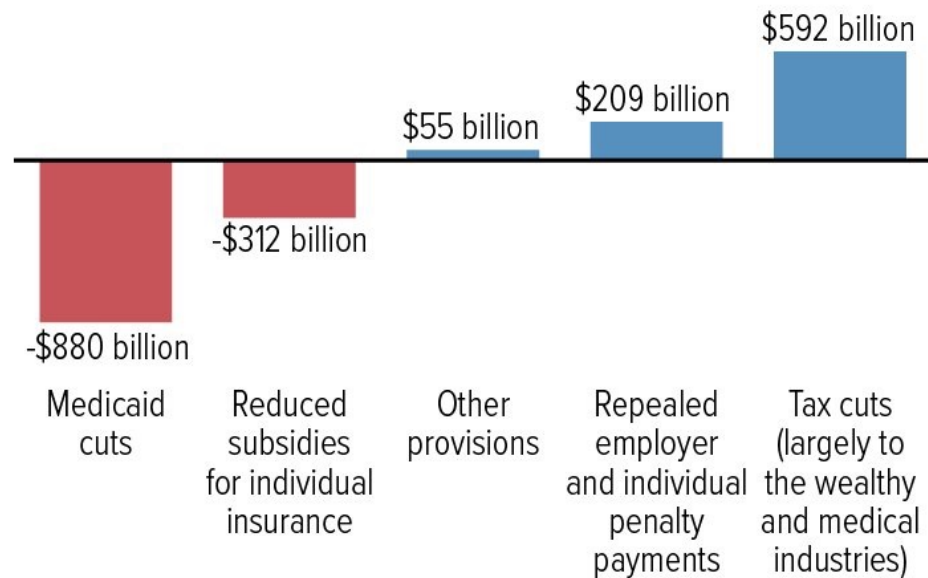 $592 billion
$209 billion
$55 billion
-$312 billion
-$880 billion
Medicaid
cuts
Reduced
subsidies
for individual
insurance
Other
provisions
Repealed
employer
and individual
penalty
payments
Tax cuts
(largely to
the wealthy
and medical
industries)